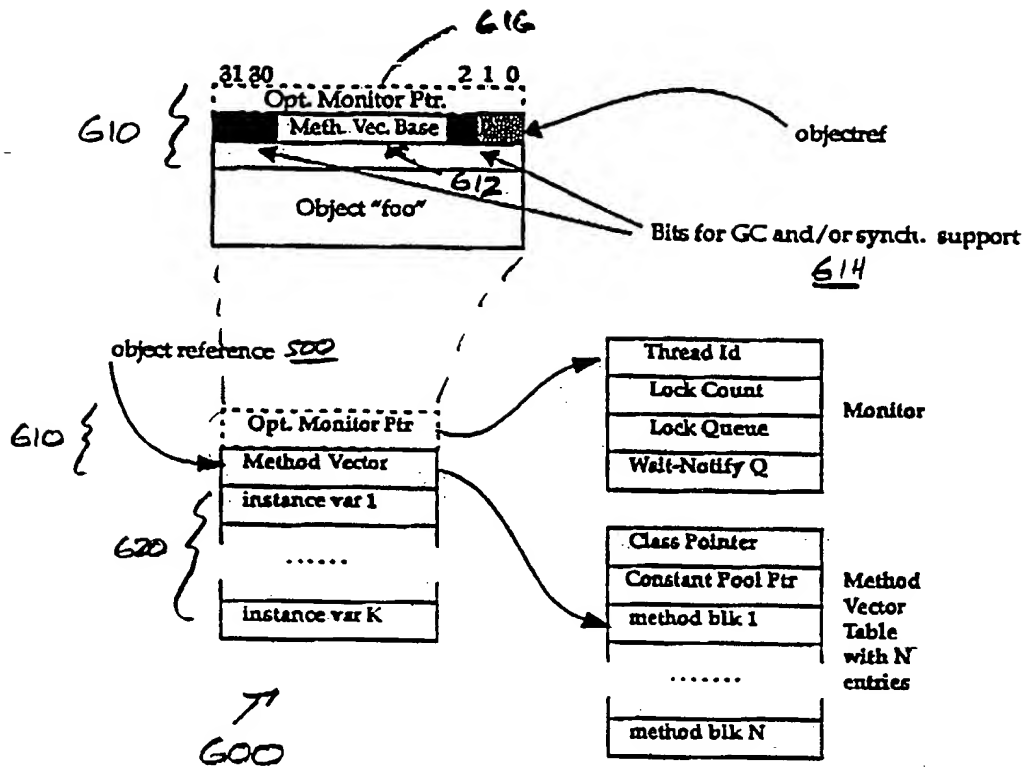 616
31 30 2 1 0
Opt. Monitor Ptr.
610
Meth. Vec. Base
objectref
612
Object "foo"
Bits for GC and/or synch. support
614
object reference 500
Thread Id
Lock Count
Monitor
610
Opt. Monitor Ptr
Lock Queue
Method Vector
Wait-Notify Q
instance var 1
620
Class Pointer
......
Constant Pool Ptr
Method
Vector
Table
with N
entries
instance var K
method blk 1
.......
600
method blk N